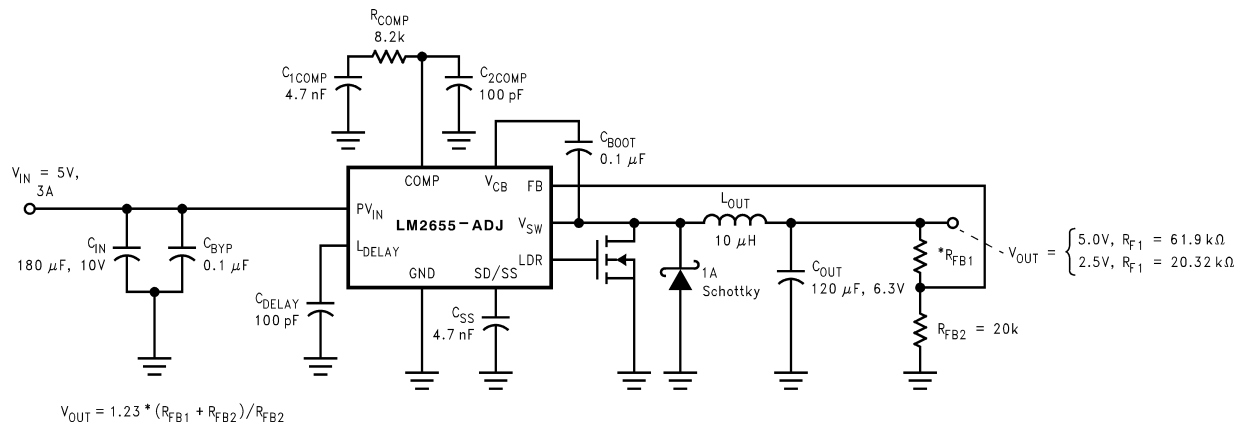 R_COMP
8.2k
C_1COMP
4.7 nF
C_2COMP
100 pF
C_BOOT
0.1 μF
V_IN = 5V,
3A
C_IN
180 μF, 10V
C_BYP
0.1 μF
COMP
V_CB
FB
PV_IN
LM2655-ADJ
V_SW
L_DELAY
LDR
GND
SD/SS
C_DELAY
100 pF
C_SS
4.7 nF
L_OUT
10 μH
1A
Schottky
C_OUT
120 μF, 6.3V
*R_FB1
R_FB2 = 20k
V_OUT = { 5.0V, R_F1 = 61.9 kΩ
2.5V, R_F1 = 20.32 kΩ
V_OUT = 1.23 * (R_FB1 + R_FB2)/R_FB2